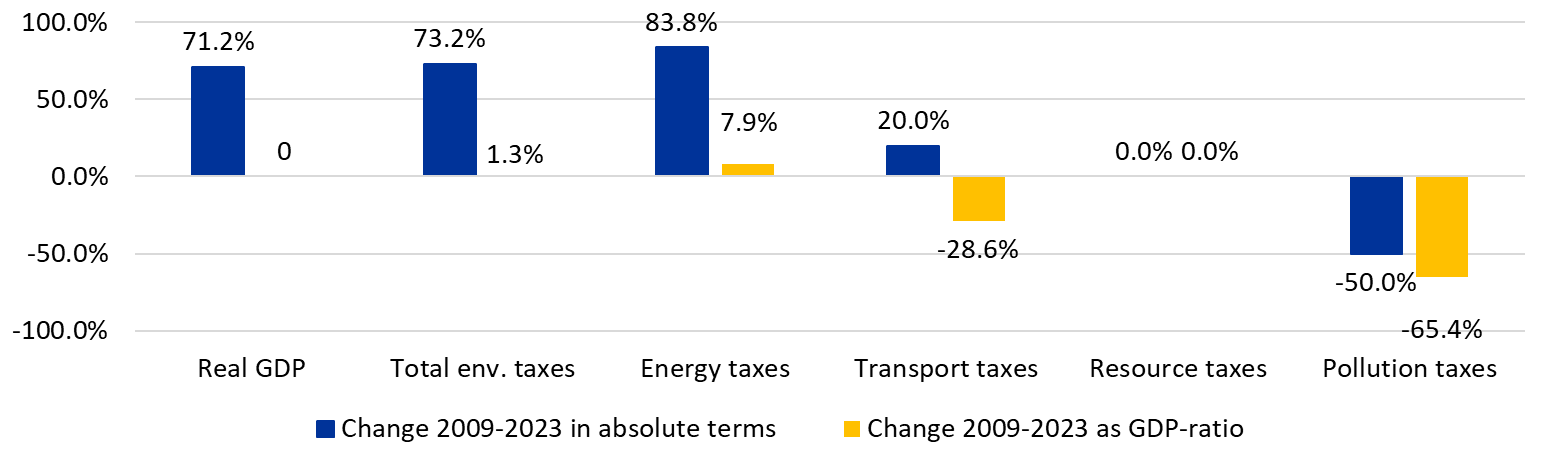 100.0%
50.0%
0.0%
-50.0%
-100.0%
71.2%
0
73.2%
1.3%
83.8%
7.9%
20.0%
-28.6%
0.0% 0.0%
-50.0%
-65.4%
Real GDP
Total env. taxes
Energy taxes
Transport taxes
Resource taxes
Pollution taxes
Change 2009-2023 in absolute terms
Change 2009-2023 as GDP-ratio